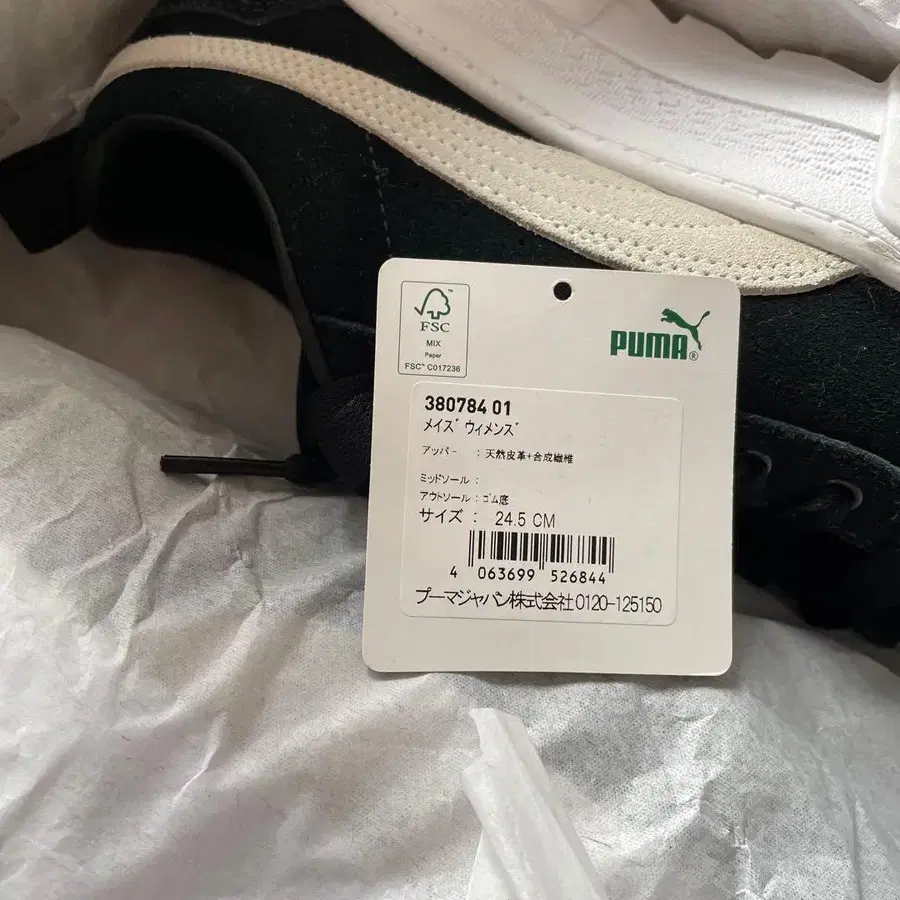 FSC™
MIX
Paper
FSC® C017236
PUMA®
380784 01
メイズ ウィメンズ
アッパー : 天然皮革+合成繊維
ミッドソール :
アウトソール : ゴム底
サイズ : 24.5 CM
4 063699 526844
プーマジャパン株式会社 0120-125150